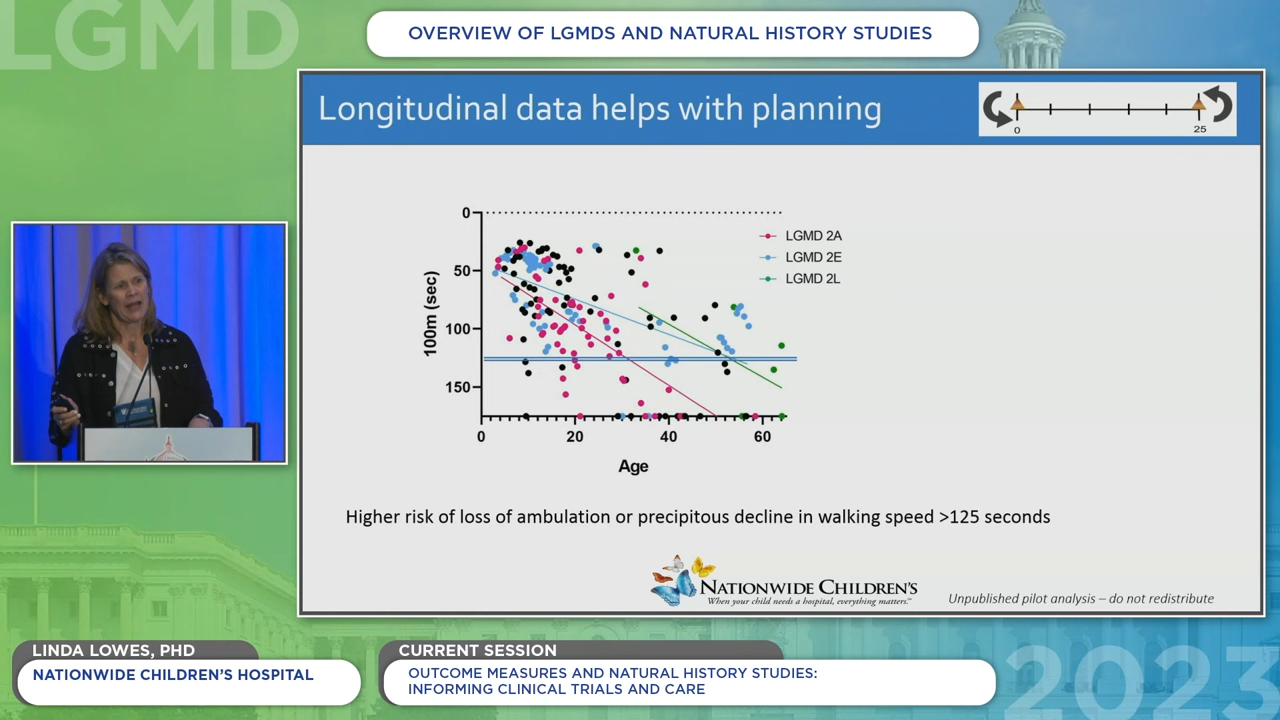 LGMD
OVERVIEW OF LGMDS AND NATURAL HISTORY STUDIES
Longitudinal data helps with planning
0
25
0
50
100
150
100m (sec)
LGMD 2A
LGMD 2E
LGMD 2L
0
20
40
60
Age
Higher risk of loss of ambulation or precipitous decline in walking speed >125 seconds
NATIONWIDE CHILDREN'S
When your child needs a hospital, everything matters.™
Unpublished pilot analysis – do not redistribute
LINDA LOWES, PHD
NATIONWIDE CHILDREN'S HOSPITAL
CURRENT SESSION
OUTCOME MEASURES AND NATURAL HISTORY STUDIES:
INFORMING CLINICAL TRIALS AND CARE
2023